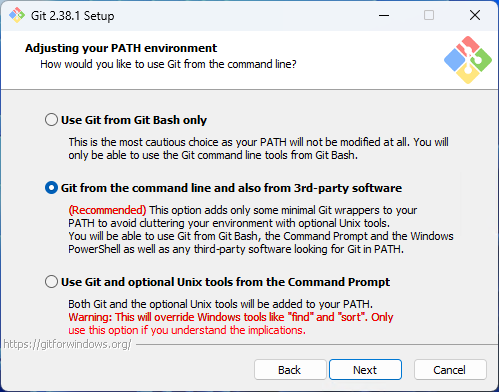 Git 2.38.1 Setup
Adjusting your PATH environment
How would you like to use Git from the command line?
Use Git from Git Bash only
This is the most cautious choice as your PATH will not be modified at all. You will
only be able to use the Git command line tools from Git Bash.
Git from the command line and also from 3rd-party software
(Recommended) This option adds only some minimal Git wrappers to your
PATH to avoid cluttering your environment with optional Unix tools.
You will be able to use Git from Git Bash, the Command Prompt and the Windows
PowerShell as well as any third-party software looking for Git in PATH.
Use Git and optional Unix tools from the Command Prompt
Both Git and the optional Unix tools will be added to your PATH.
Warning: This will override Windows tools like "find" and "sort". Only
use this option if you understand the implications.
https://gitforwindows.org/
Back Next Cancel